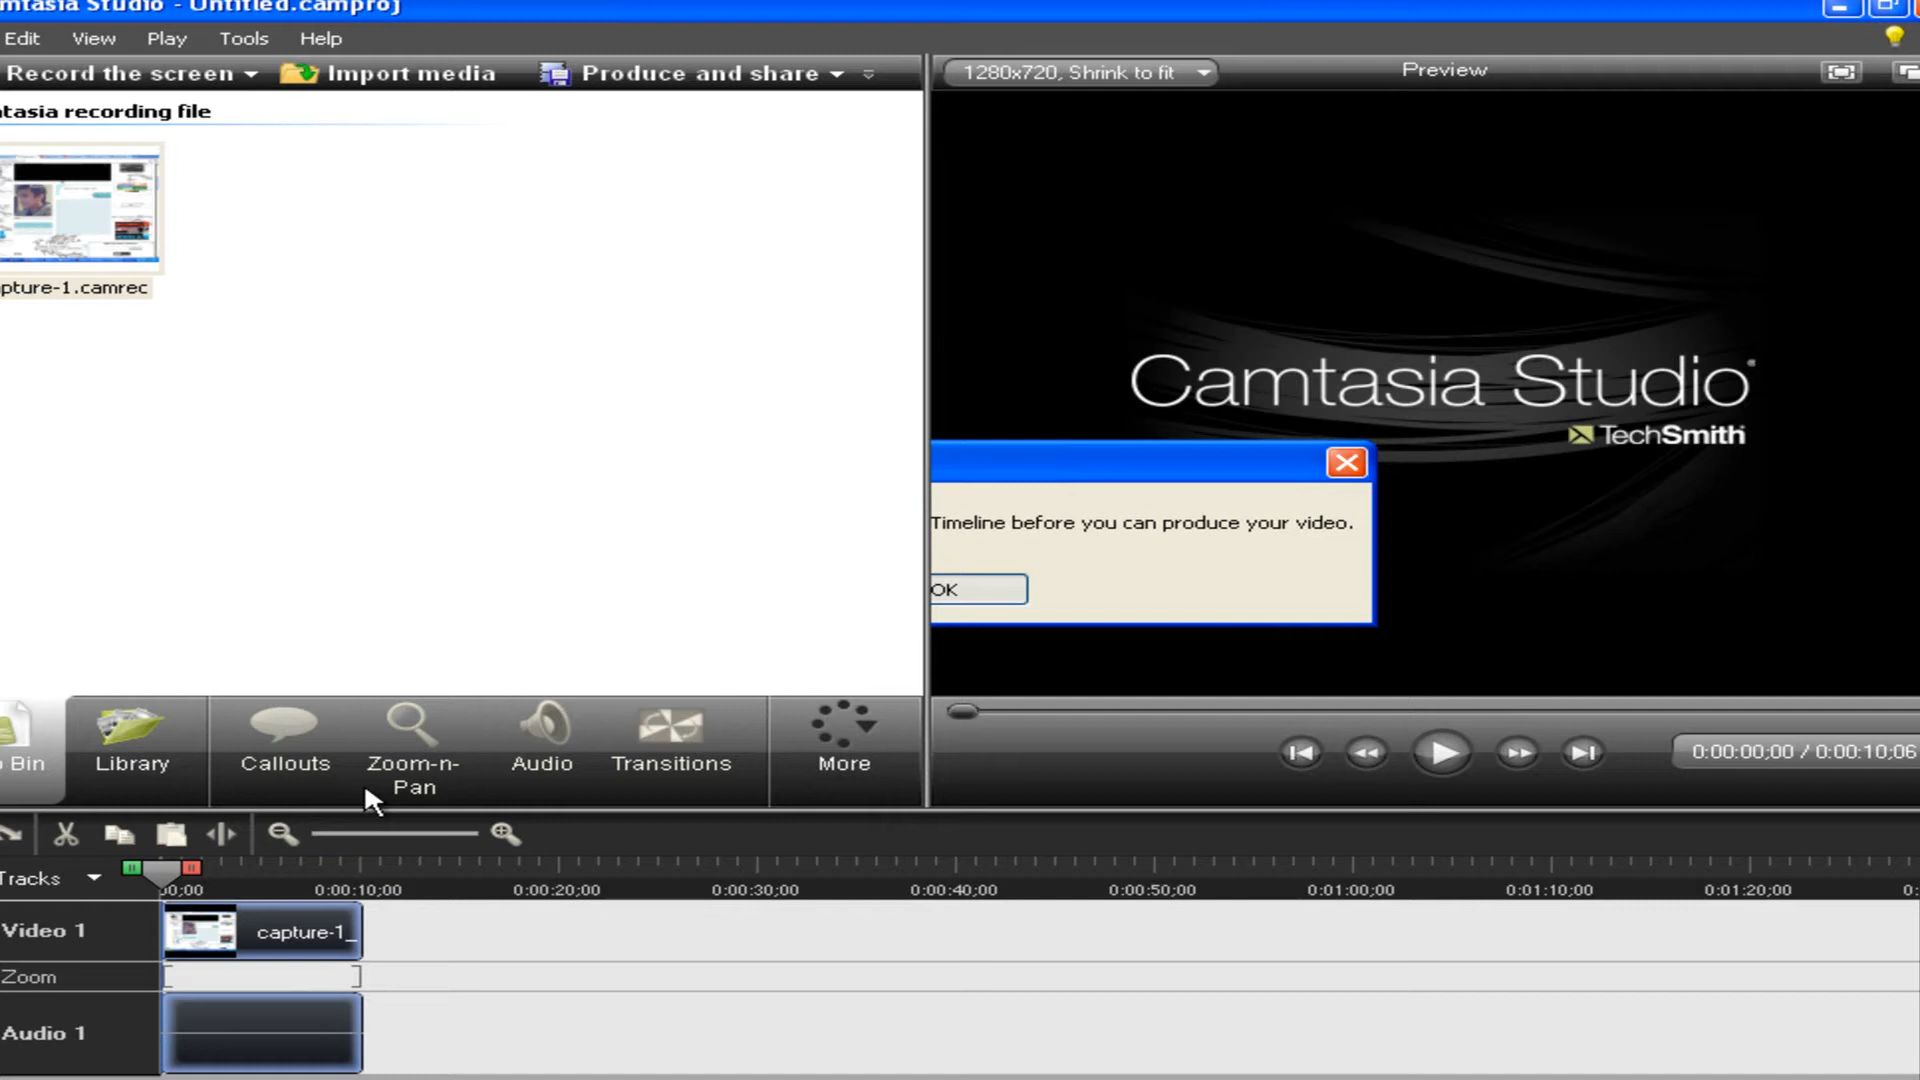 mtasia Studio - Untitled.camproj
Edit View Play Tools Help
Record the screen Import media Produce and share
1280x720, Shrink to fit
Preview
tasia recording file
pture-1.camrec
Camtasia Studio
TechSmith
Timeline before you can produce your video.
OK
Bin
Library
Callouts
Zoom-n-
Pan
Audio
Transitions
More
0:00:00;00 / 0:00:10;06
Tracks
00;00 0:00:10;00 0:00:20;00 0:00:30;00 0:00:40;00 0:00:50;00 0:01:00;00 0:01:10;00 0:01:20;00
Video 1
capture-1_
Zoom
Audio 1